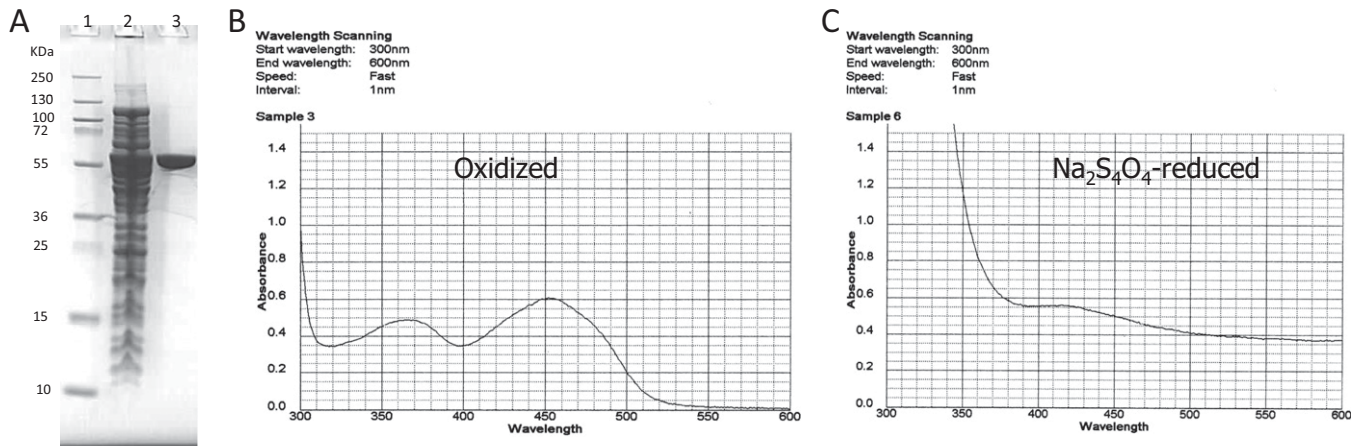 A
1 2 3
KDa
250
130
100
72
55
36
25
15
10
B
Wavelength Scanning
Start wavelength: 300nm
End wavelength: 600nm
Speed: Fast
Interval: 1nm
Sample 3
Oxidized
1.4
1.2
1.0
0.8
0.6
0.4
0.2
0.0
Absorbance
300 350 400 450 500 550 600
Wavelength
C
Wavelength Scanning
Start wavelength: 300nm
End wavelength: 600nm
Speed: Fast
Interval: 1nm
Sample 6
Na₂S₄O₄-reduced
1.4
1.2
1.0
0.8
0.6
0.4
0.2
0.0
Absorbance
300 350 400 450 500 550 600
Wavelength